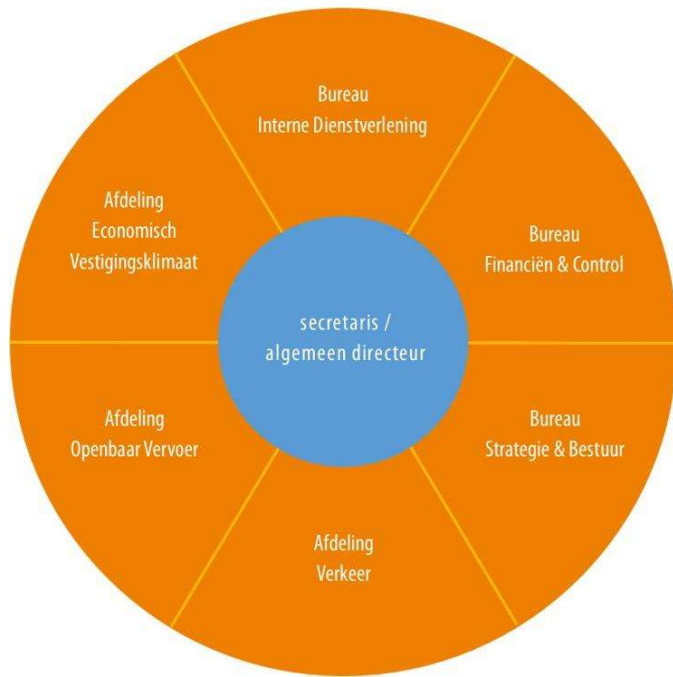 Bureau
Interne Dienstverlening
Afdeling
Economisch
Vestigingsklimaat
Bureau
Financiën & Control
secretaris /
algemeen directeur
Afdeling
Openbaar Vervoer
Bureau
Strategie & Bestuur
Afdeling
Verkeer